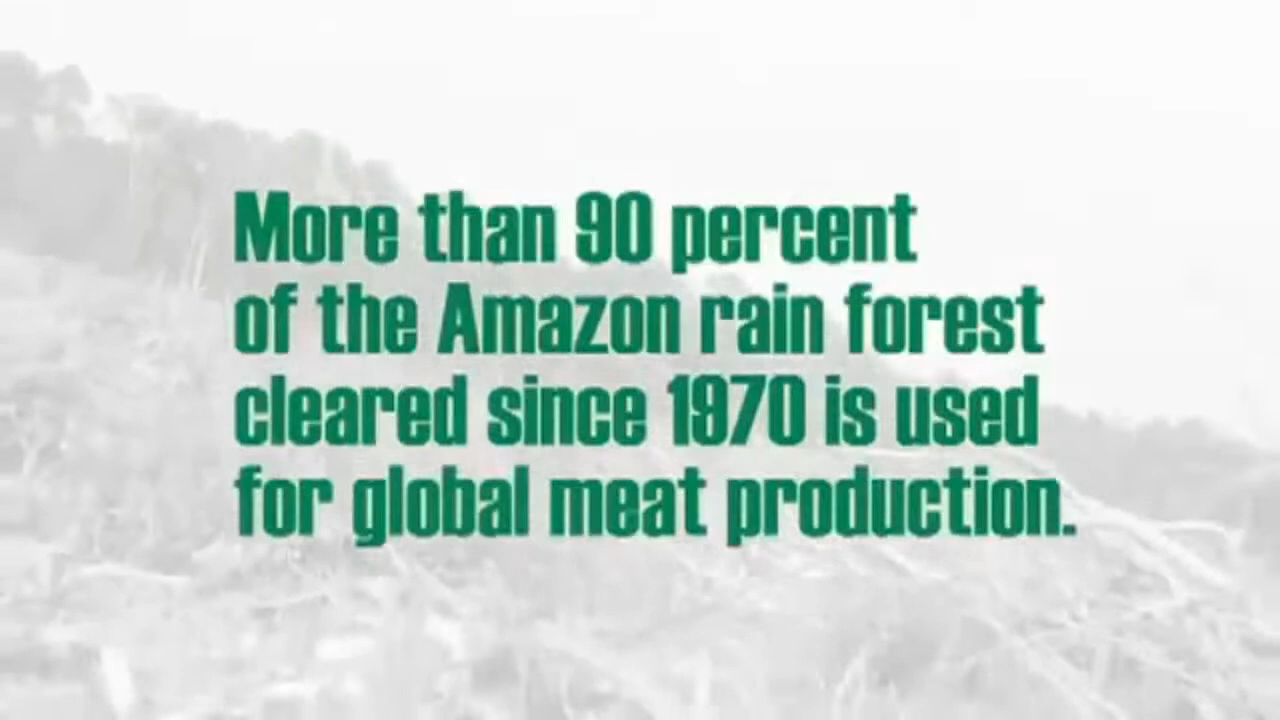 More than 90 percent
of the Amazon rain forest
cleared since 1970 is used
for global meat production.